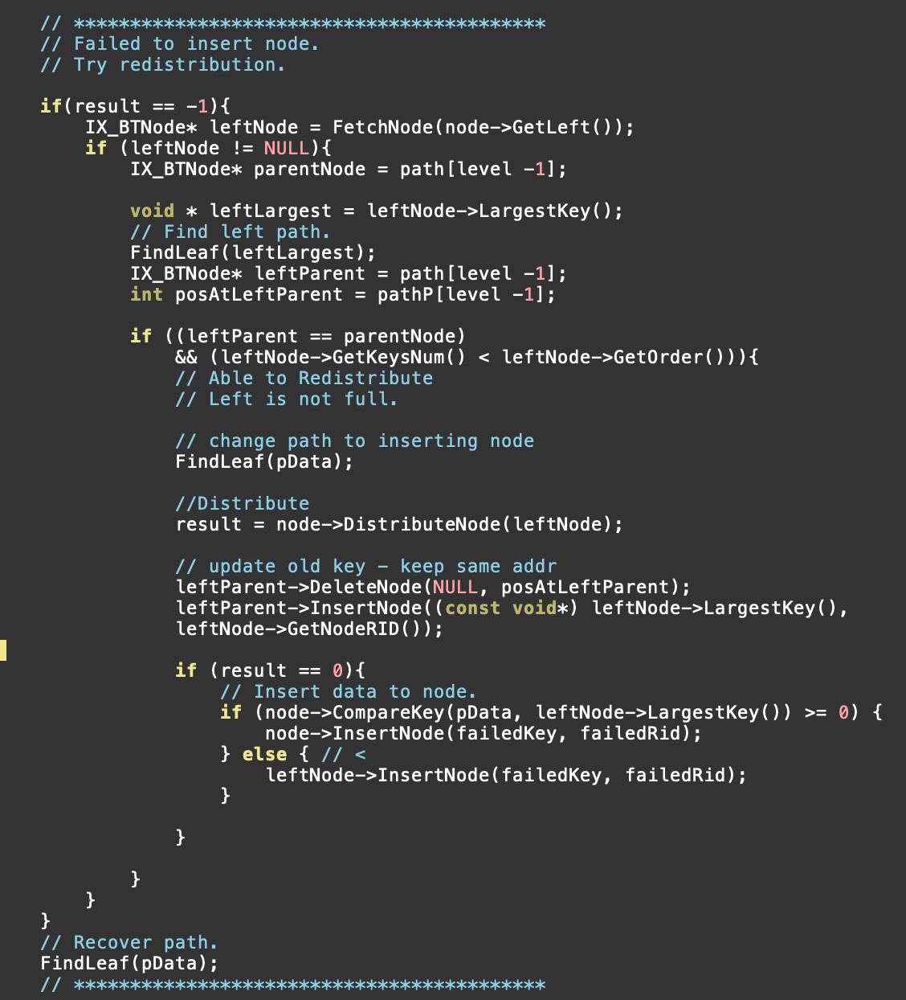 // ******************************************
// Failed to insert node.
// Try redistribution.
if(result == -1){
IX_BTNode* leftNode = FetchNode(node->GetLeft());
if (leftNode != NULL){
IX_BTNode* parentNode = path[level -1];
void * leftLargest = leftNode->LargestKey();
// Find left path.
FindLeaf(leftLargest);
IX_BTNode* leftParent = path[level -1];
int posAtLeftParent = pathP[level -1];
if ((leftParent == parentNode)
&& (leftNode->GetKeysNum() < leftNode->GetOrder())){
// Able to Redistribute
// Left is not full.
// change path to inserting node
FindLeaf(pData);
//Distribute
result = node->DistributeNode(leftNode);
// update old key - keep same addr
leftParent->DeleteNode(NULL, posAtLeftParent);
leftParent->InsertNode((const void*) leftNode->LargestKey(),
leftNode->GetNodeRID());
if (result == 0){
// Insert data to node.
if (node->CompareKey(pData, leftNode->LargestKey()) >= 0) {
node->InsertNode(failedKey, failedRid);
} else { // <
leftNode->InsertNode(failedKey, failedRid);
}
}
}
}
}
// Recover path.
FindLeaf(pData);
// ******************************************